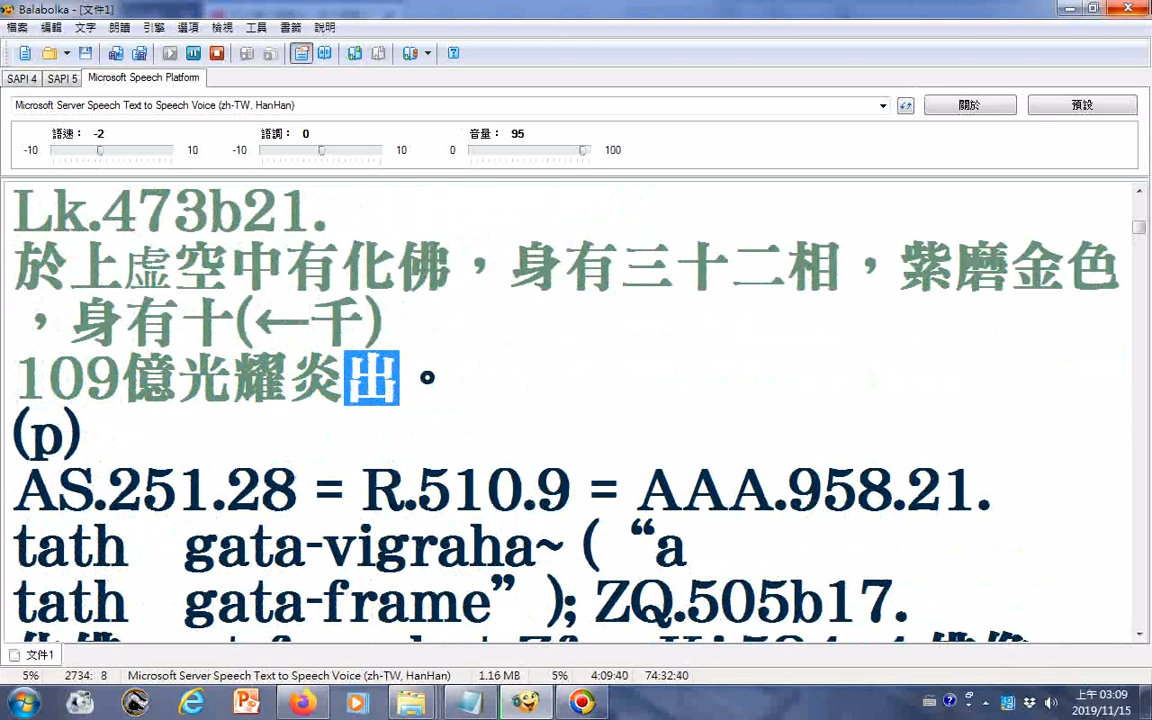 Balabolka - [文件1]
檔案 編輯 文字 朗讀 引擎 選項 檢視 工具 書籤 說明
SAPI 4 SAPI 5 Microsoft Speech Platform
Microsoft Server Speech Text to Speech Voice (zh-TW, HanHan) 關於 預設
語速： -2 語調： 0 音量： 95
-10 10 -10 10 0 100
Lk.473b21.
於上虛空中有化佛，身有三十二相，紫磨金色
，身有十(←千)
109億光耀炎出。
(p)
AS.251.28 = R.510.9 = AAA.958.21.
tath gata-vigraha~ ( “a
tath gata-frame” ); ZQ.505b17.
文件1
5% 2734: 8 Microsoft Server Speech Text to Speech Voice (zh-TW, HanHan) 1.16 MB 5% 4:09:40 74:32:40
上午 03:09
2019/11/15